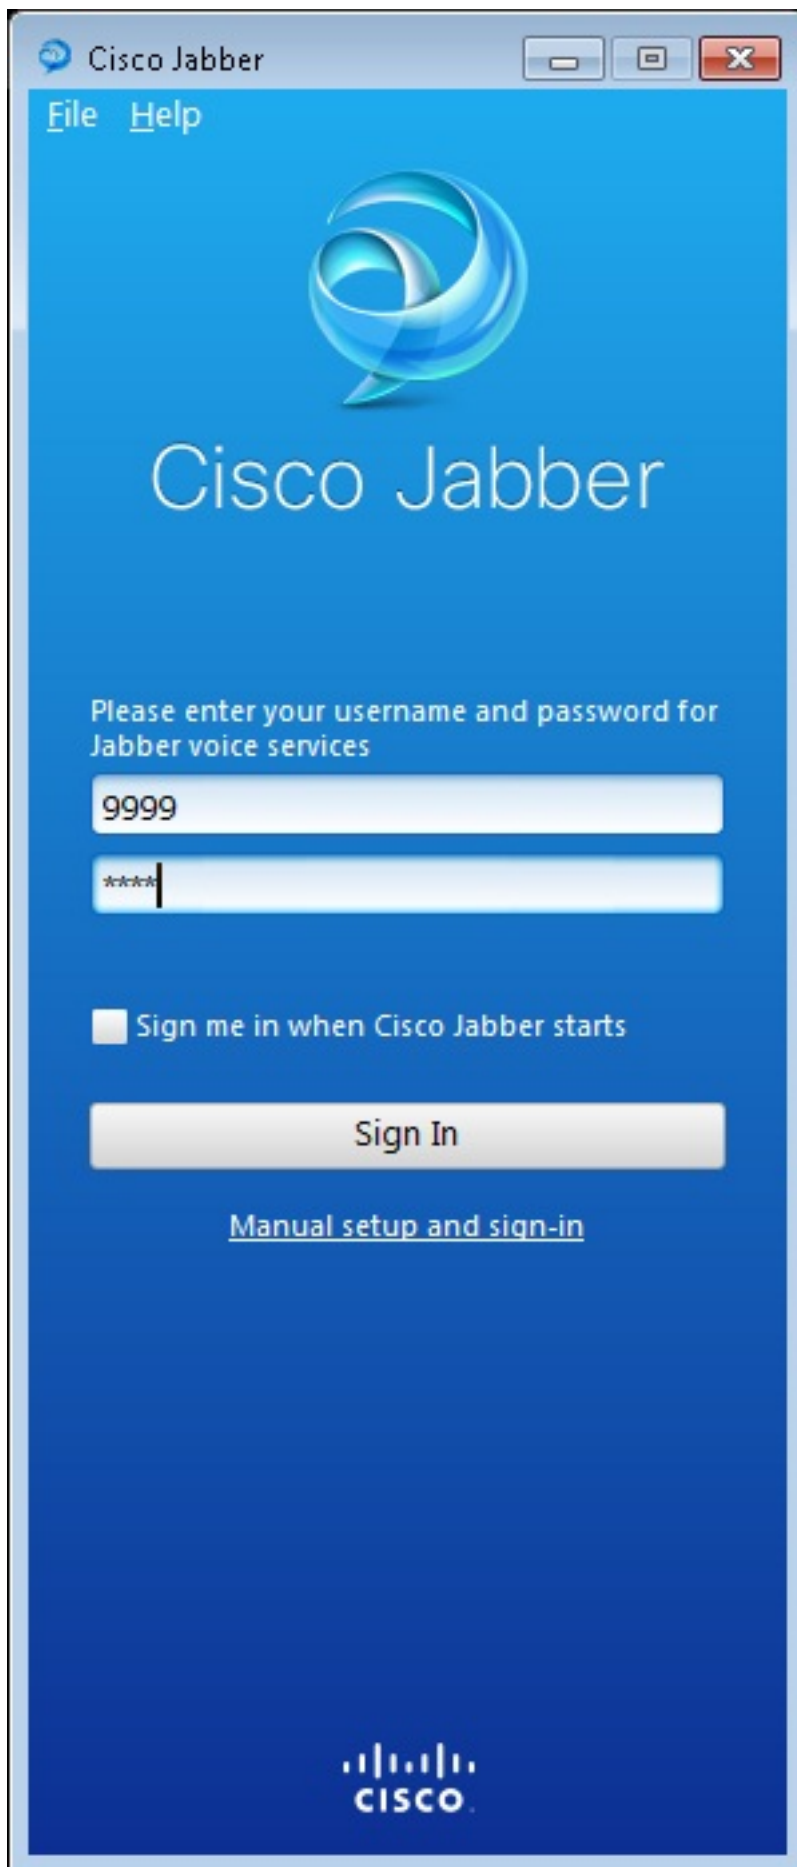 Cisco Jabber
File Help
Cisco Jabber
Please enter your username and password for
Jabber voice services
9999
****
Sign me in when Cisco Jabber starts
Sign In
Manual setup and sign-in
CISCO